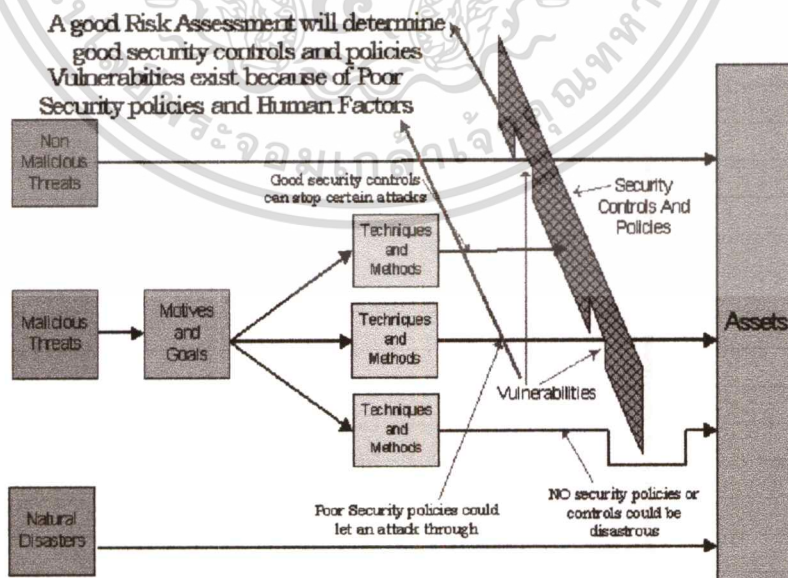 A good Risk Assessment will determine
good security controls and policies
Vulnerabities exist because of Poor
Security policies and Human Factors
Non
Malicious
Threats
Good security controls
can stop certain attacks
Security
Controls And
Policies
Techniques
and
Methods
Malicious
Threats
Motives
and
Goals
Techniques
and
Methods
Assets
Vulnerabilities
Techniques
and
Methods
Poor Security policies could
let an attack through
NO security policies or
controls could be
disastrous
Natural
Disasters